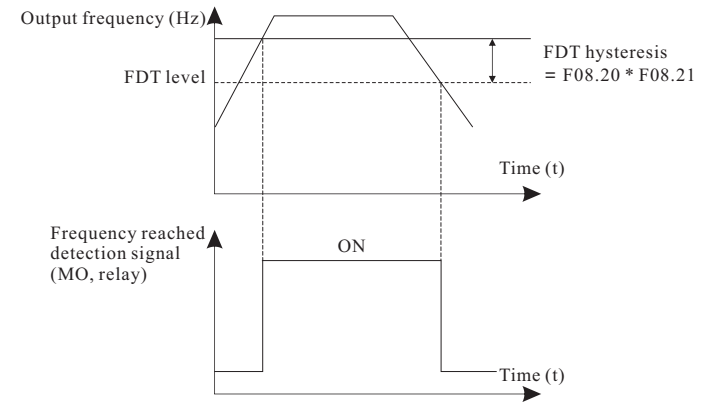 Output frequency (Hz)
FDT level
FDT hysteresis
= F08.20 * F08.21
Time (t)
Frequency reached
detection signal
(MO, relay)
ON
Time (t)